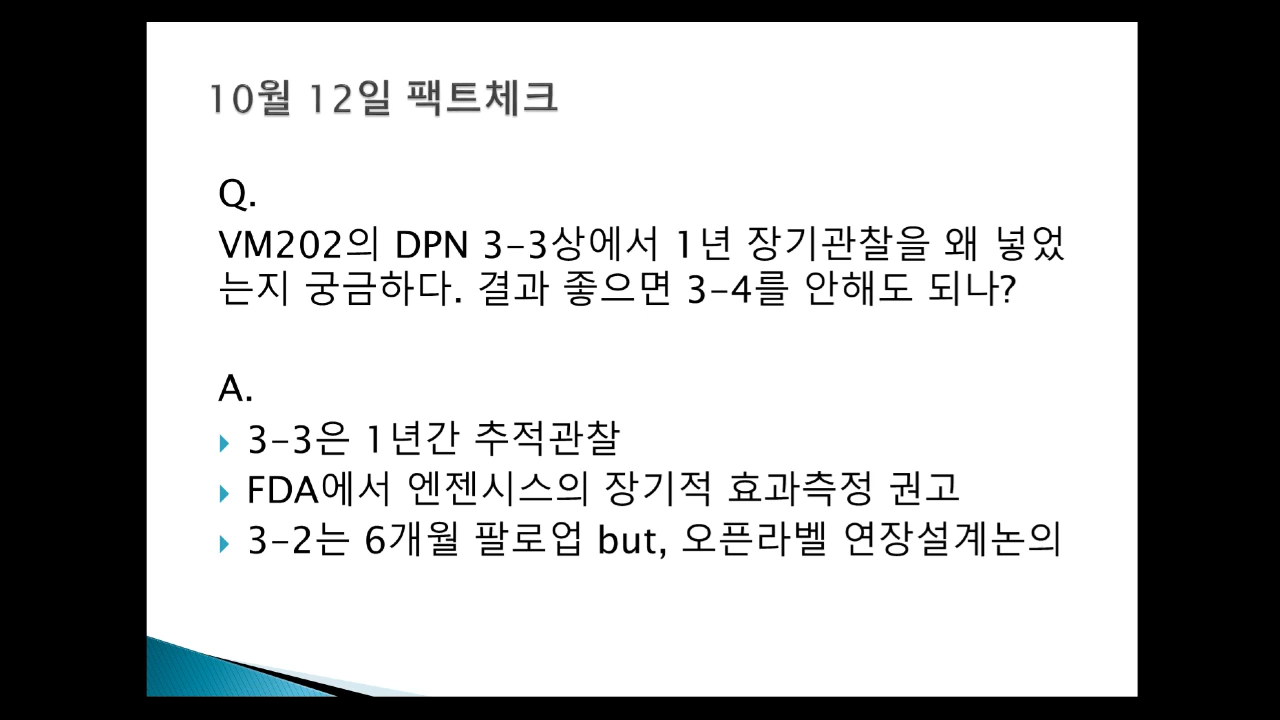 10월 12일 팩트체크
Q.
VM202의 DPN 3-3상에서 1년 장기관찰을 왜 넣었
는지 궁금하다. 결과 좋으면 3-4를 안해도 되나?
A.
3-3은 1년간 추적관찰
FDA에서 엔젠시스의 장기적 효과측정 권고
3-2는 6개월 팔로업 but, 오픈라벨 연장설계논의